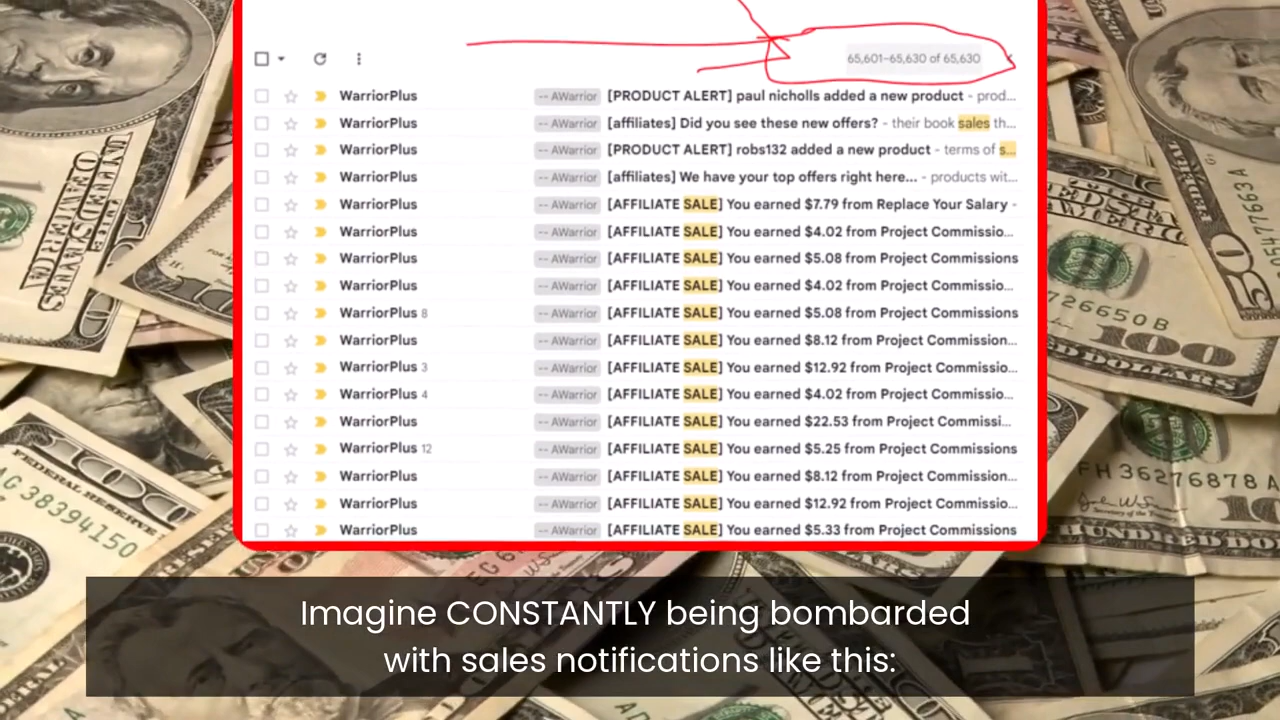 65,601–65,630 of 65,630
WarriorPlus -- AWarrior [PRODUCT ALERT] paul nicholls added a new product - prod...
WarriorPlus -- AWarrior [affiliates] Did you see these new offers? - their book sales th...
WarriorPlus -- AWarrior [PRODUCT ALERT] robs132 added a new product - terms of s...
WarriorPlus -- AWarrior [affiliates] We have your top offers right here... - products wit...
WarriorPlus -- AWarrior [AFFILIATE SALE] You earned $7.79 from Replace Your Salary -
WarriorPlus -- AWarrior [AFFILIATE SALE] You earned $4.02 from Project Commissio...
WarriorPlus -- AWarrior [AFFILIATE SALE] You earned $5.08 from Project Commissions
WarriorPlus -- AWarrior [AFFILIATE SALE] You earned $4.02 from Project Commissio...
WarriorPlus 8 -- AWarrior [AFFILIATE SALE] You earned $5.08 from Project Commissions
WarriorPlus -- AWarrior [AFFILIATE SALE] You earned $8.12 from Project Commission...
WarriorPlus 3 -- AWarrior [AFFILIATE SALE] You earned $12.92 from Project Commissio...
WarriorPlus 4 -- AWarrior [AFFILIATE SALE] You earned $4.02 from Project Commissio...
WarriorPlus -- AWarrior [AFFILIATE SALE] You earned $22.53 from Project Commissi...
WarriorPlus 12 -- AWarrior [AFFILIATE SALE] You earned $5.25 from Project Commissions
WarriorPlus -- AWarrior [AFFILIATE SALE] You earned $8.12 from Project Commission...
WarriorPlus -- AWarrior [AFFILIATE SALE] You earned $12.92 from Project Commissio...
WarriorPlus -- AWarrior [AFFILIATE SALE] You earned $5.33 from Project Commissions
FEDERAL RESERVE
100
50
FH 36276878 A
Imagine CONSTANTLY being bombarded
with sales notifications like this: